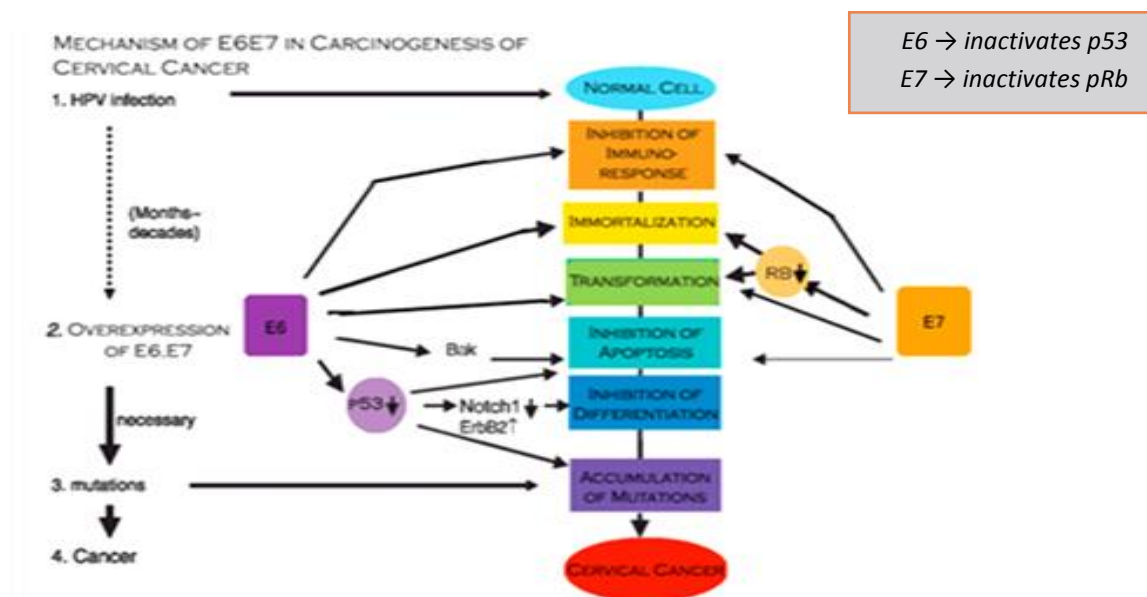 E6 → inactivates p53
E7 → inactivates pRb
MECHANISM OF E6E7 IN CARCINOGENESIS OF
CERVICAL CANCER
1. HPV infection
NORMAL CELL
INHIBITION OF
IMMUNO-
RESPONSE
(Months–
decades)
IMMORTALIZATION
RB↓
TRANSFORMATION
E6
E7
2. OVEREXPRESSION
OF E6.E7
INHIBITION OF
APOPTOSIS
Bak
P53↓
Notch1↓
ErbB2↑
INHIBITION OF
DIFFERENTIATION
necessary
3. mutations
ACCUMULATION
OF MUTATIONS
4. Cancer
CERVICAL CANCER